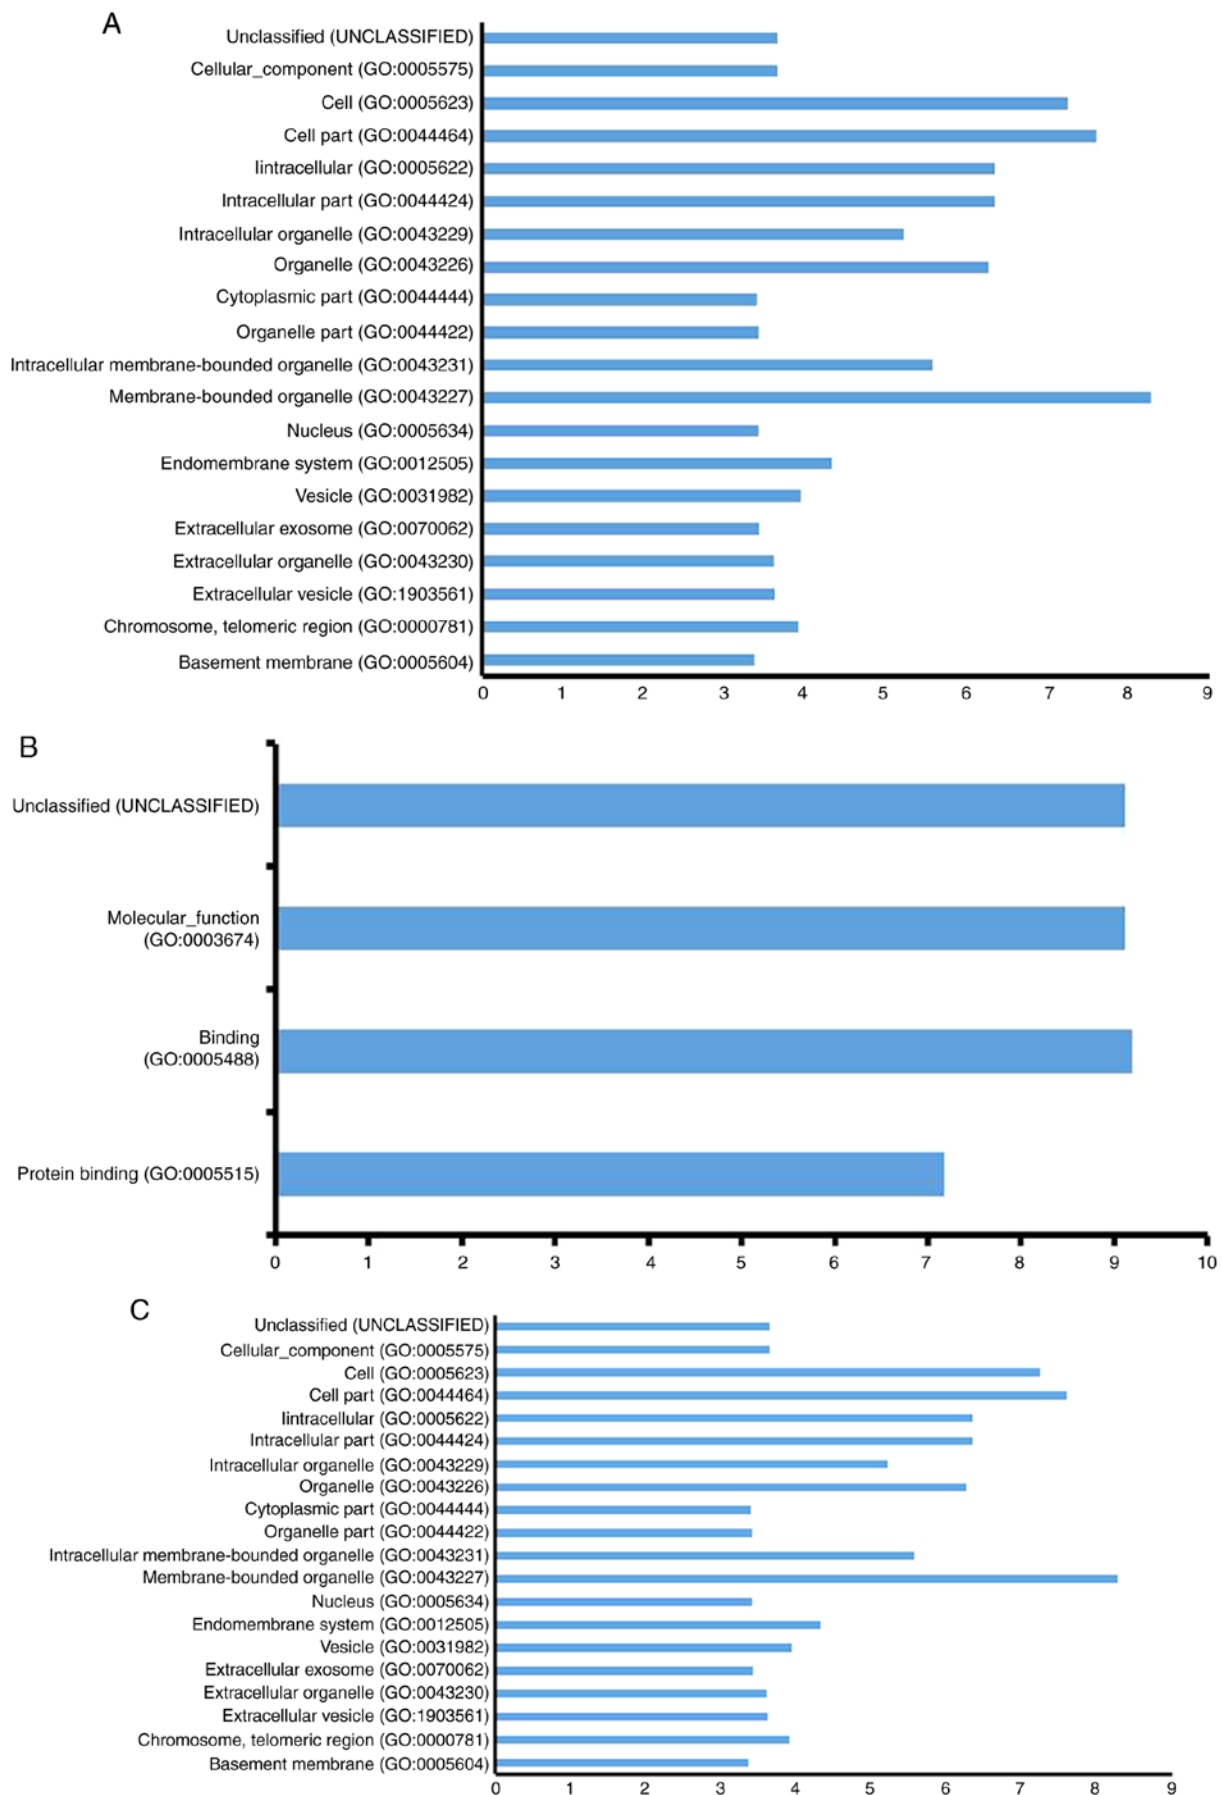 A
Unclassified (UNCLASSIFIED)
Cellular_component (GO:0005575)
Cell (GO:0005623)
Cell part (GO:0044464)
Iintracellular (GO:0005622)
Intracellular part (GO:0044424)
Intracellular organelle (GO:0043229)
Organelle (GO:0043226)
Cytoplasmic part (GO:0044444)
Organelle part (GO:0044422)
Intracellular membrane-bounded organelle (GO:0043231)
Membrane-bounded organelle (GO:0043227)
Nucleus (GO:0005634)
Endomembrane system (GO:0012505)
Vesicle (GO:0031982)
Extracellular exosome (GO:0070062)
Extracellular organelle (GO:0043230)
Extracellular vesicle (GO:1903561)
Chromosome, telomeric region (GO:0000781)
Basement membrane (GO:0005604)
0 1 2 3 4 5 6 7 8 9
B
Unclassified (UNCLASSIFIED)
Molecular_function
(GO:0003674)
Binding
(GO:0005488)
Protein binding (GO:0005515)
0 1 2 3 4 5 6 7 8 9 10
C
Unclassified (UNCLASSIFIED)
Cellular_component (GO:0005575)
Cell (GO:0005623)
Cell part (GO:0044464)
Iintracellular (GO:0005622)
Intracellular part (GO:0044424)
Intracellular organelle (GO:0043229)
Organelle (GO:0043226)
Cytoplasmic part (GO:0044444)
Organelle part (GO:0044422)
Intracellular membrane-bounded organelle (GO:0043231)
Membrane-bounded organelle (GO:0043227)
Nucleus (GO:0005634)
Endomembrane system (GO:0012505)
Vesicle (GO:0031982)
Extracellular exosome (GO:0070062)
Extracellular organelle (GO:0043230)
Extracellular vesicle (GO:1903561)
Chromosome, telomeric region (GO:0000781)
Basement membrane (GO:0005604)
0 1 2 3 4 5 6 7 8 9